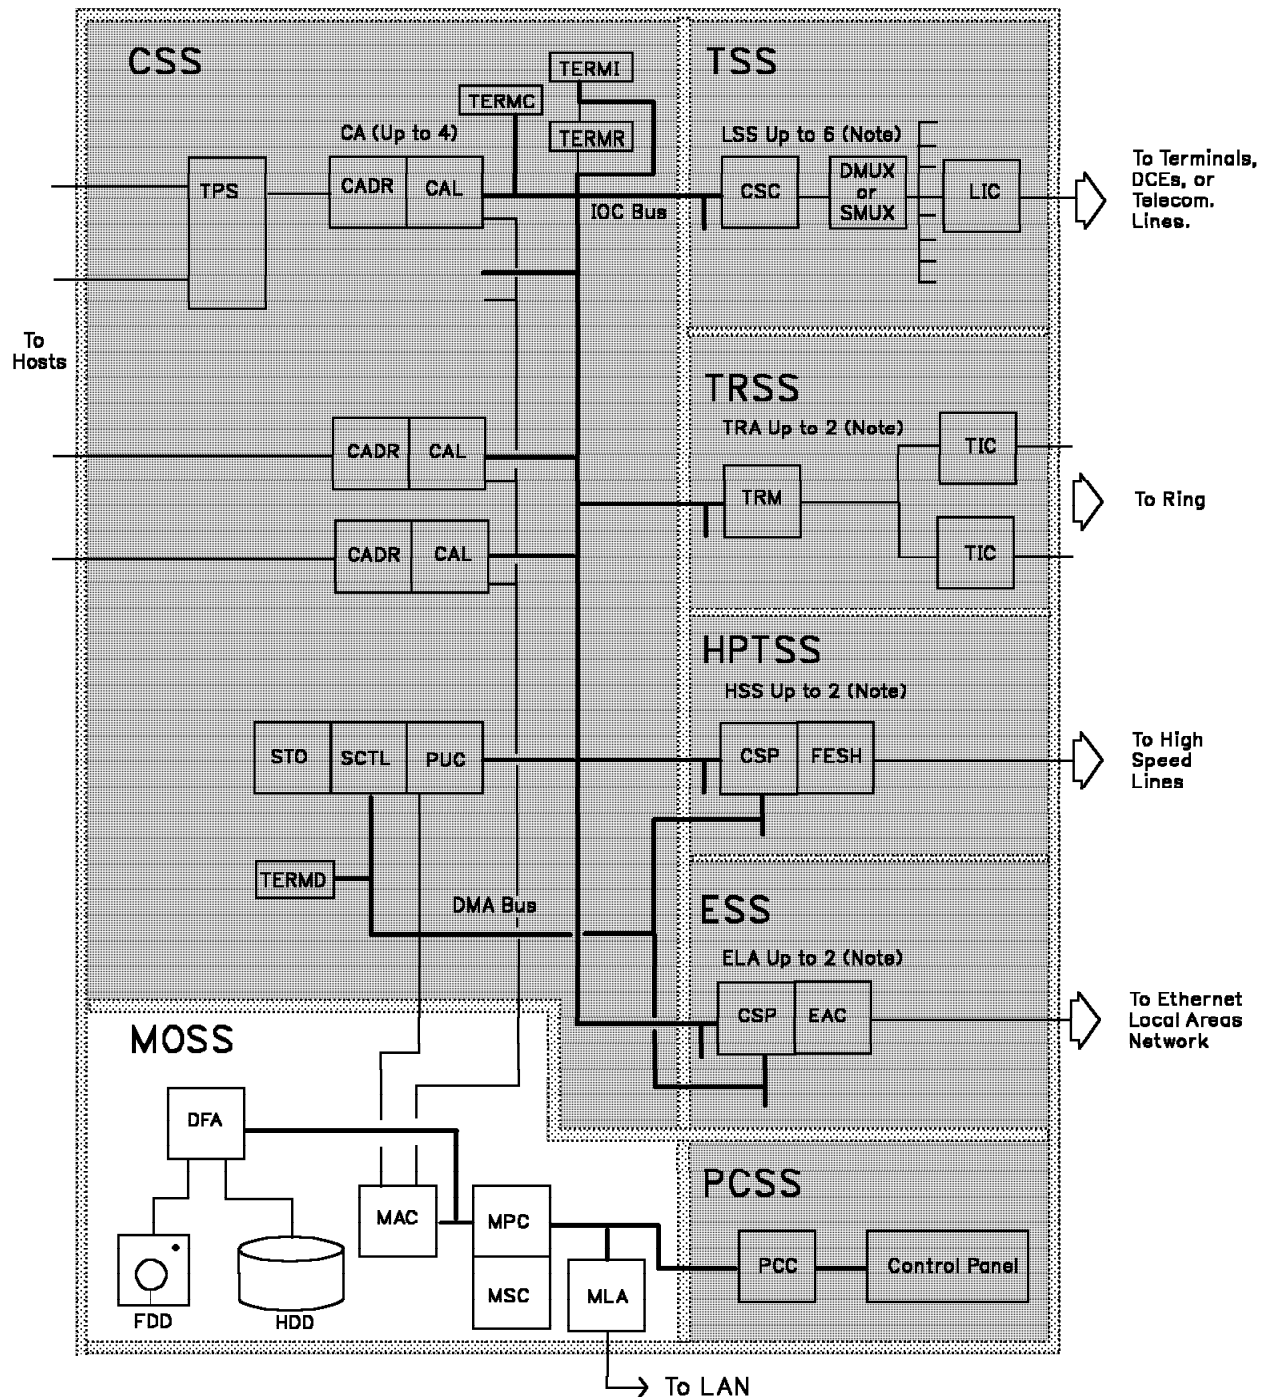 CSS
TSS
TERMI
TERMC
TERMR
CA (Up to 4)
LSS Up to 6 (Note)
TPS
CADR
CAL
IOC Bus
CSC
DMUX
or
SMUX
LIC
To Terminals,
DCEs, or
Telecom.
Lines.
To
Hosts
TRSS
TRA Up to 2 (Note)
CADR
CAL
TRM
TIC
To Ring
CADR
CAL
TIC
HPTSS
HSS Up to 2 (Note)
STO
SCTL
PUC
CSP
FESH
To High
Speed
Lines
TERMD
DMA Bus
ESS
ELA Up to 2 (Note)
CSP
EAC
To Ethernet
Local Areas
Network
MOSS
DFA
PCSS
MAC
MPC
MSC
MLA
PCC
Control Panel
FDD
HDD
To LAN